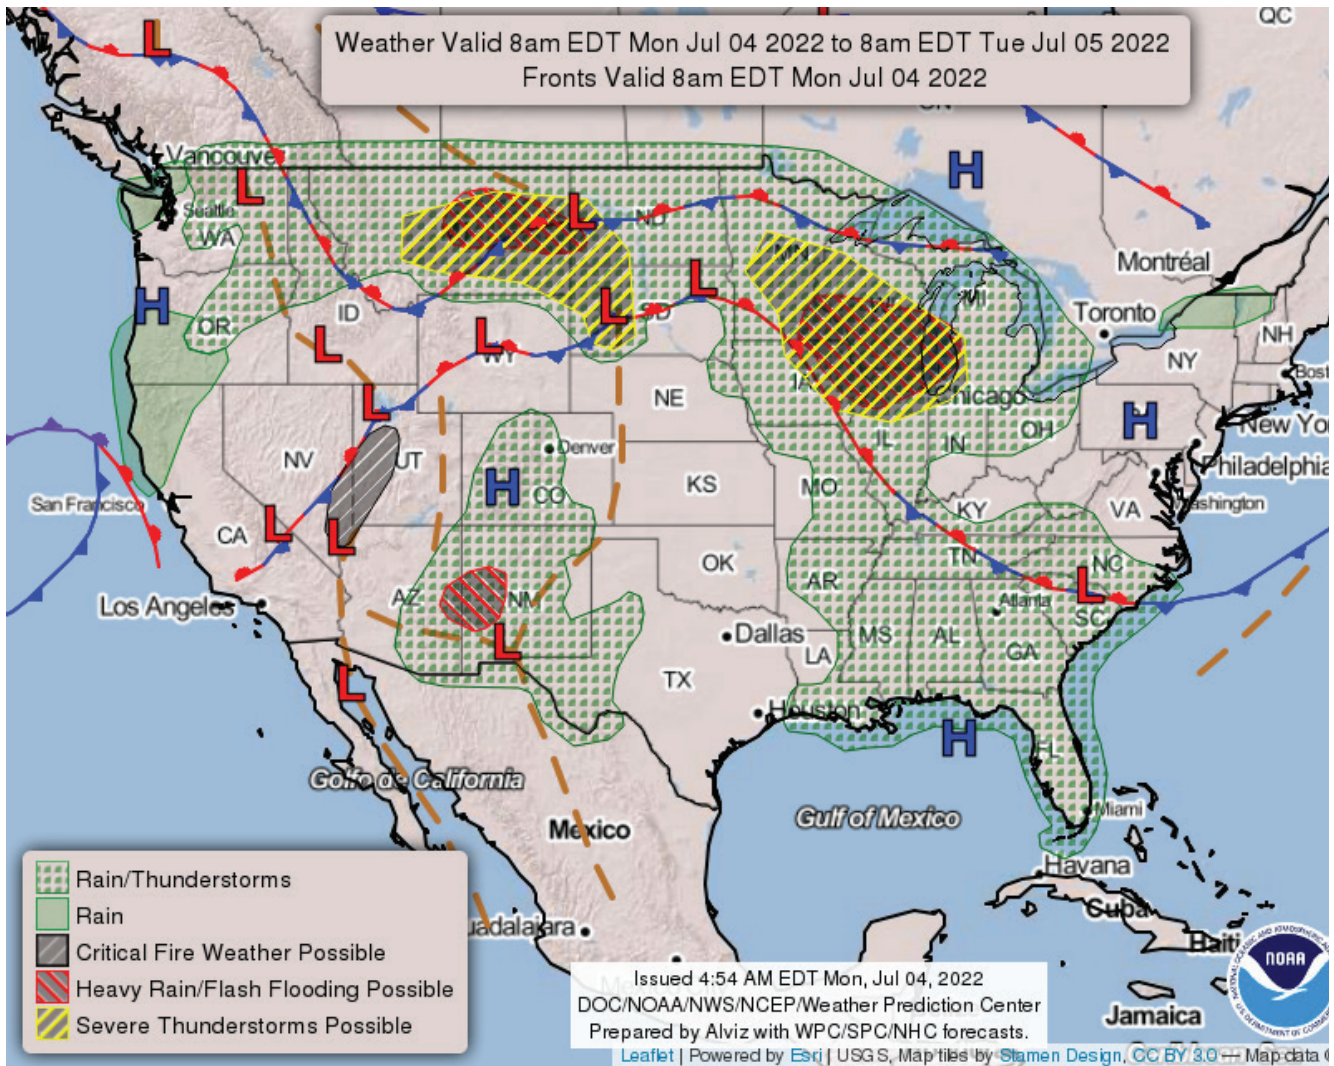 QC
Weather Valid 8am EDT Mon Jul 04 2022 to 8am EDT Tue Jul 05 2022
Fronts Valid 8am EDT Mon Jul 04 2022
L
Vancouver
H
L
Seattle
L
ND
WA
MN
Montréal
L
MI
H
ID
L
SD
Toronto
OR
L
NH
L
WY
NY
Bost
IA
NE
Chicago
L
H
New Yo
OH
IL
IN
Denver
NV
UT
Philadelphia
H
CO
KS
MO
San Francisco
Washington
KY
VA
CA
L
L
TN
OK
NC
AR
L
AZ
NM
Los Angeles
Atlanta
SC
Dallas
MS
AL
L
LA
GA
TX
L
Houston
H
FL
Golfo de California
Miami
Gulf of Mexico
Mexico
Havana
Rain/Thunderstorms
Rain
Cuba
uadalajara
Critical Fire Weather Possible
Haiti
NOAA
Heavy Rain/Flash Flooding Possible
Severe Thunderstorms Possible
Issued 4:54 AM EDT Mon, Jul 04, 2022
DOC/NOAA/NWS/NCEP/Weather Prediction Center
Prepared by Alviz with WPC/SPC/NHC forecasts.
Jamaica
Leaflet | Powered by Esri | USGS, Map tiles by Stamen Design, CC BY 3.0 — Map data ©